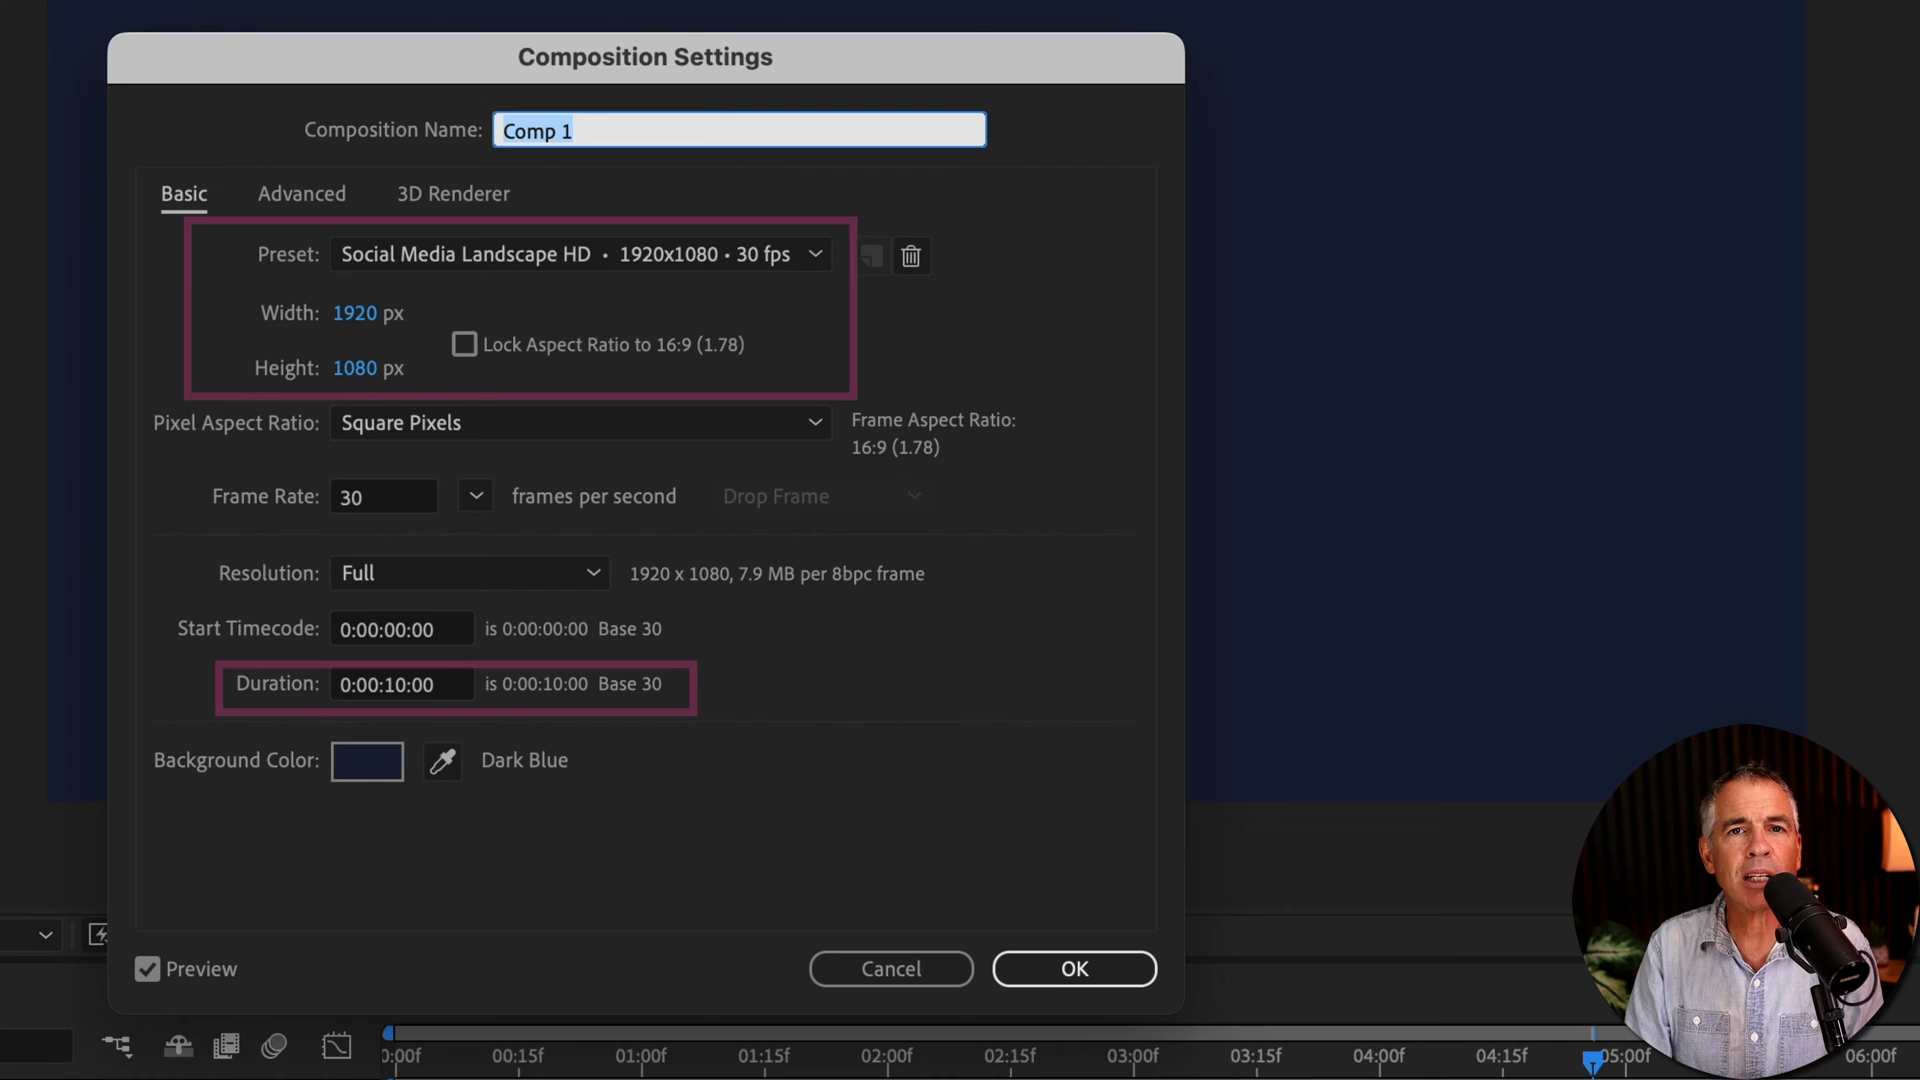 Composition Settings
Composition Name: Comp 1
Basic Advanced 3D Renderer
Preset: Social Media Landscape HD • 1920x1080 • 30 fps
Width: 1920 px
Lock Aspect Ratio to 16:9 (1.78)
Height: 1080 px
Pixel Aspect Ratio: Square Pixels
Frame Aspect Ratio:
16:9 (1.78)
Frame Rate: 30 frames per second Drop Frame
Resolution: Full 1920 x 1080, 7.9 MB per 8bpc frame
Start Timecode: 0:00:00:00 is 0:00:00:00 Base 30
Duration: 0:00:10:00 is 0:00:10:00 Base 30
Background Color: Dark Blue
Preview Cancel OK
0:00f 00:15f 01:00f 01:15f 02:00f 02:15f 03:00f 03:15f 04:00f 04:15f 05:00f 06:00f